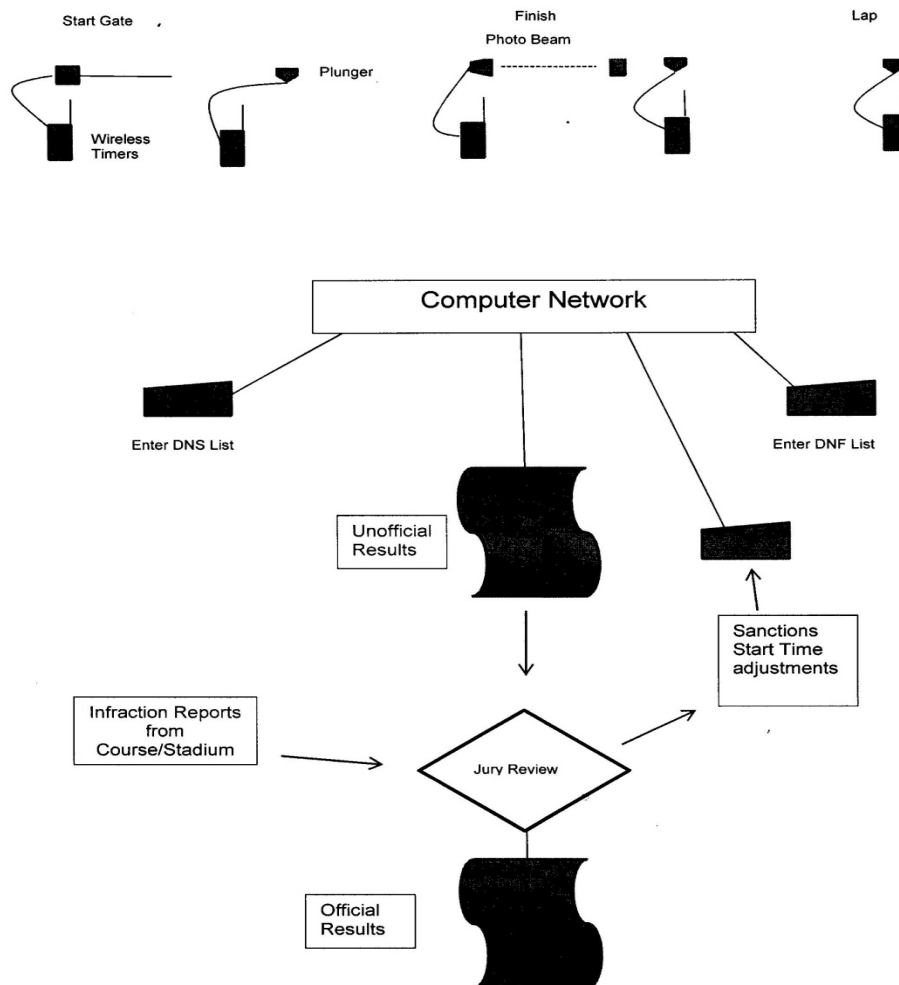 Start Gate
Finish
Lap
Photo Beam
Plunger
Wireless
Timers
Computer Network
Enter DNS List
Enter DNF List
Unofficial
Results
Sanctions
Start Time
adjustments
Infraction Reports
from
Course/Stadium
Jury Review
Official
Results